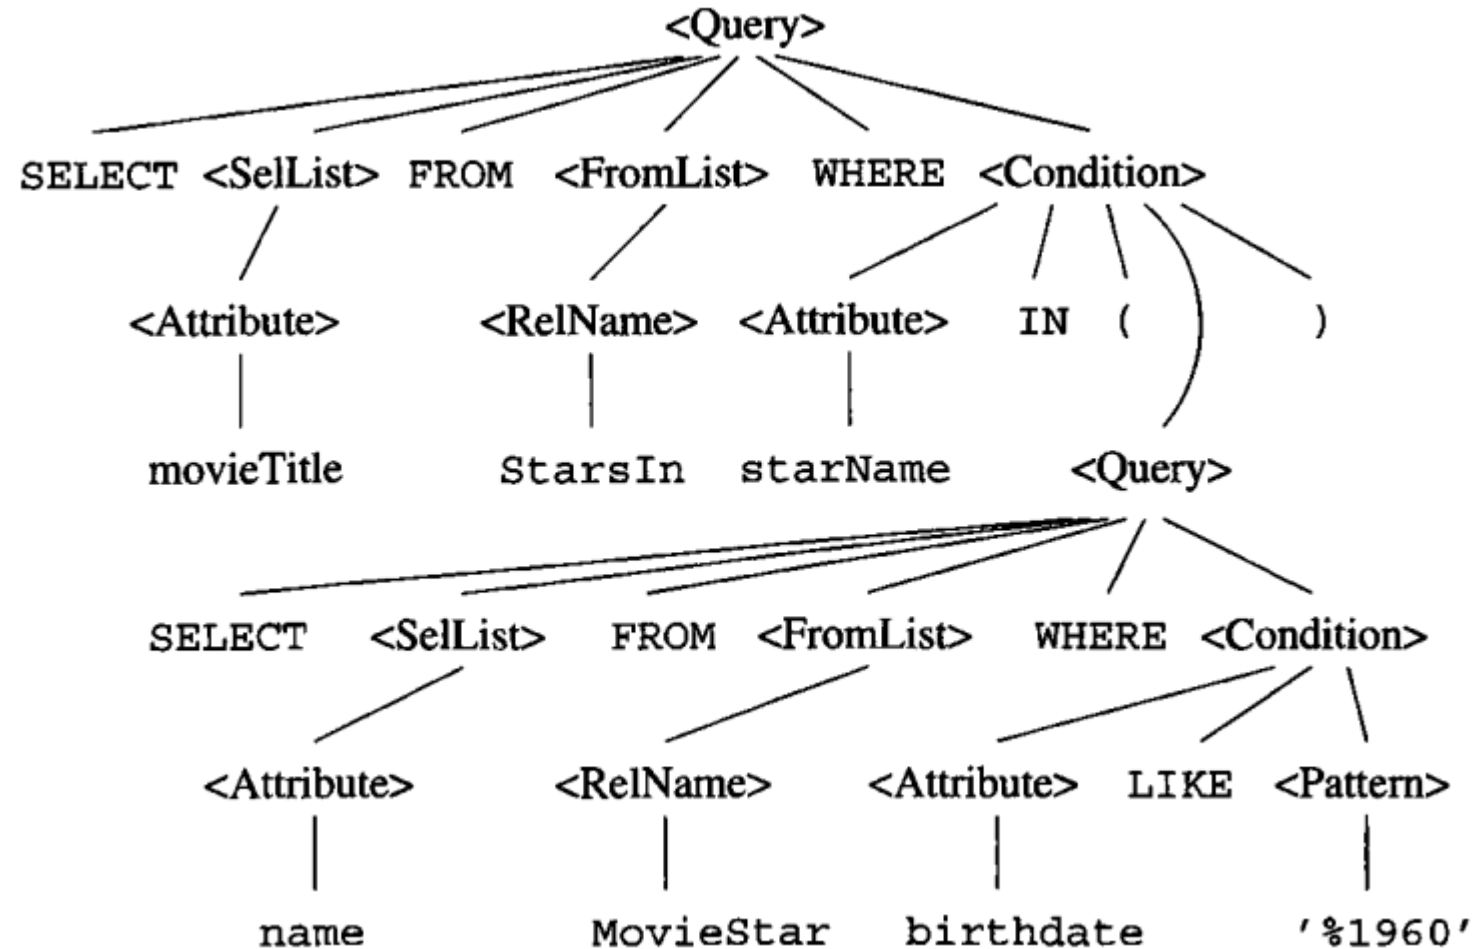 <Query>
SELECT <SelList> FROM <FromList> WHERE <Condition>
<Attribute> <RelName> <Attribute> IN ( )
movieTitle StarsIn starName <Query>
SELECT <SelList> FROM <FromList> WHERE <Condition>
<Attribute> <RelName> <Attribute> LIKE <Pattern>
name MovieStar birthdate '%1960'